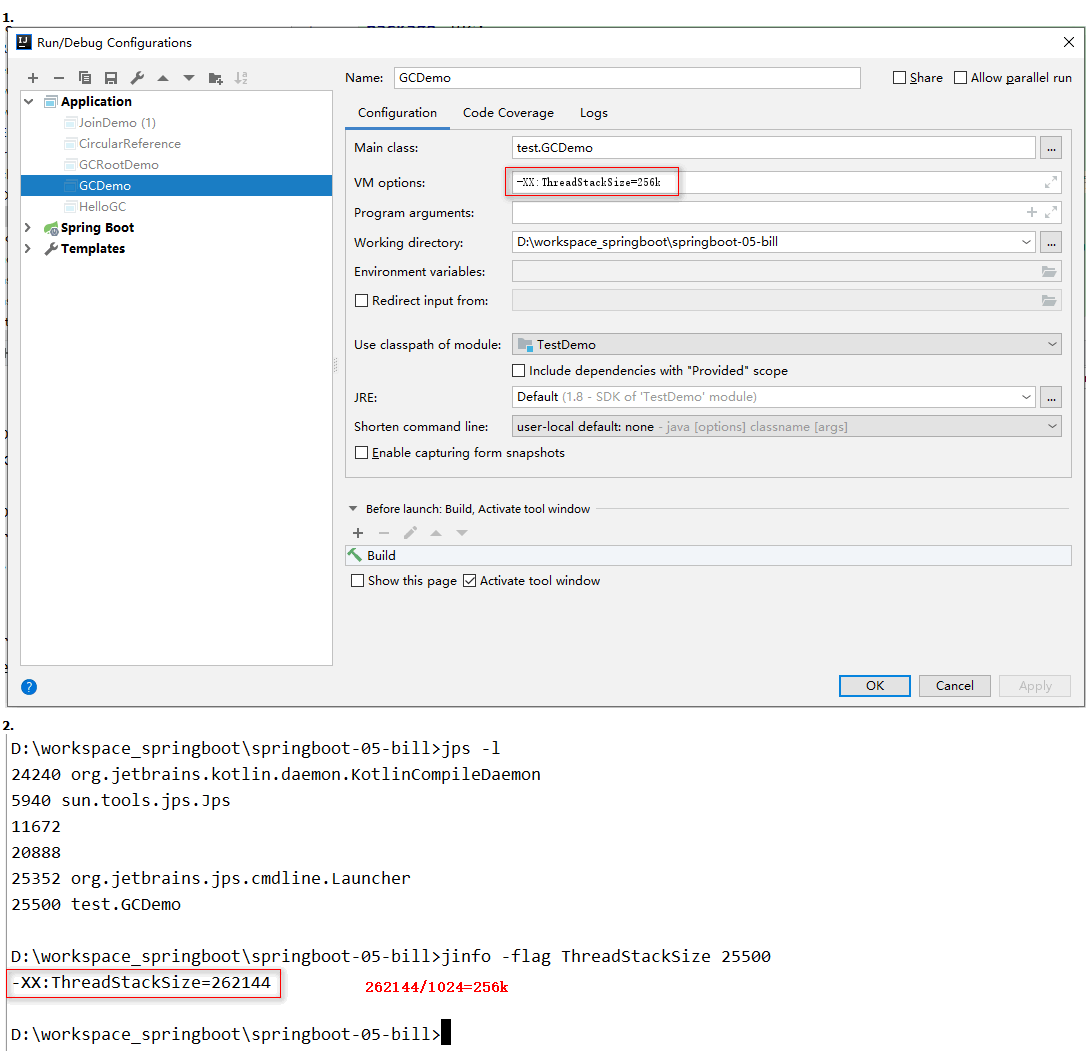 1.
Run/Debug Configurations
Name: GCDemo Share Allow parallel run
Application
JoinDemo (1)
CircularReference
GCRootDemo
GCDemo
HelloGC
Spring Boot
Templates
Configuration Code Coverage Logs
Main class: test.GCDemo ...
VM options: -XX:ThreadStackSize=256k
Program arguments:
Working directory: D:\workspace_springboot\springboot-05-bill ...
Environment variables:
Redirect input from:
Use classpath of module: TestDemo
Include dependencies with "Provided" scope
JRE: Default (1.8 - SDK of 'TestDemo' module) ...
Shorten command line: user-local default: none - java [options] classname [args]
Enable capturing form snapshots
Before launch: Build, Activate tool window
Build
Show this page Activate tool window
? OK Cancel Apply
2.
D:\workspace_springboot\springboot-05-bill>jps -l
24240 org.jetbrains.kotlin.daemon.KotlinCompileDaemon
5940 sun.tools.jps.Jps
11672
20888
25352 org.jetbrains.jps.cmdline.Launcher
25500 test.GCDemo
D:\workspace_springboot\springboot-05-bill>jinfo -flag ThreadStackSize 25500
-XX:ThreadStackSize=262144 262144/1024=256k
D:\workspace_springboot\springboot-05-bill>